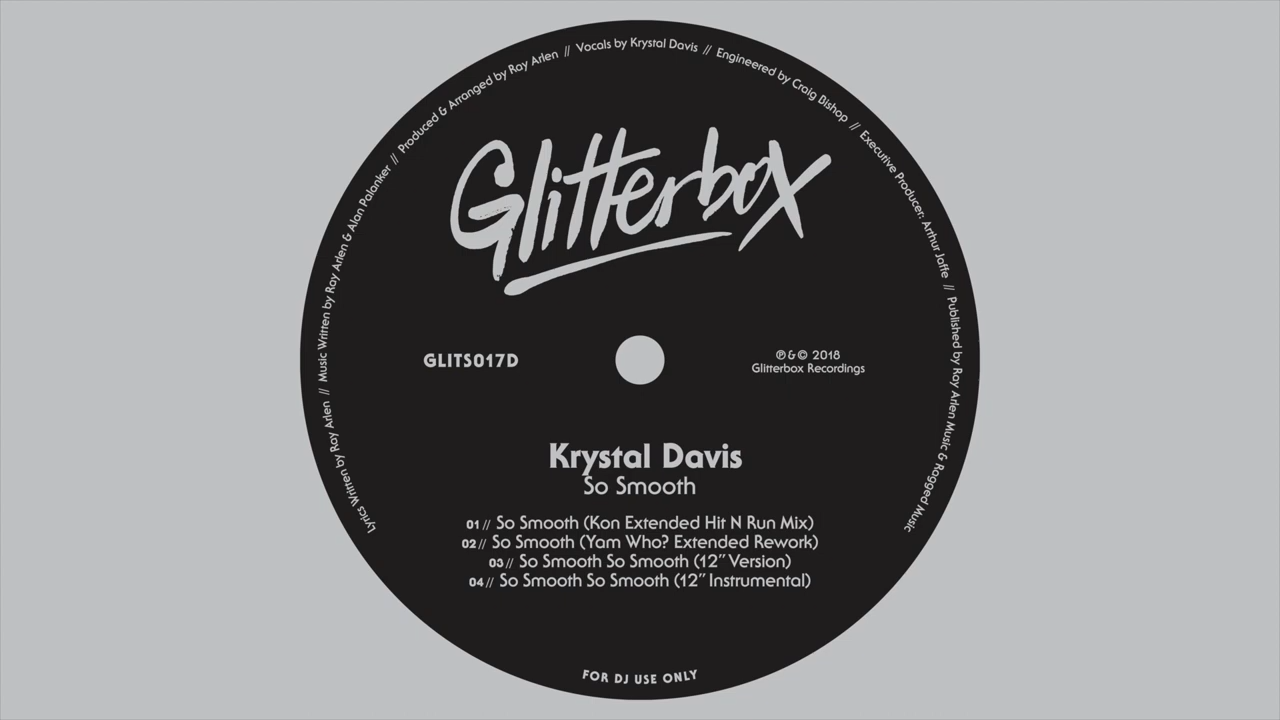 Lyrics Written by Ray Arlen // Music Written by Ray Arlen & Alan Palanker // Produced & Arranged by Ray Arlen // Vocals by Krystal Davis // Engineered by Craig Bishop // Executive Producer: Arthur Jaffe // Published by Ray Arlen Music & Ragged Music
Glitterbox
GLITS017D
℗ & © 2018
Glitterbox Recordings
Krystal Davis
So Smooth
01 // So Smooth (Kon Extended Hit N Run Mix)
02 // So Smooth (Yam Who? Extended Rework)
03 // So Smooth So Smooth (12" Version)
04 // So Smooth So Smooth (12" Instrumental)
FOR DJ USE ONLY